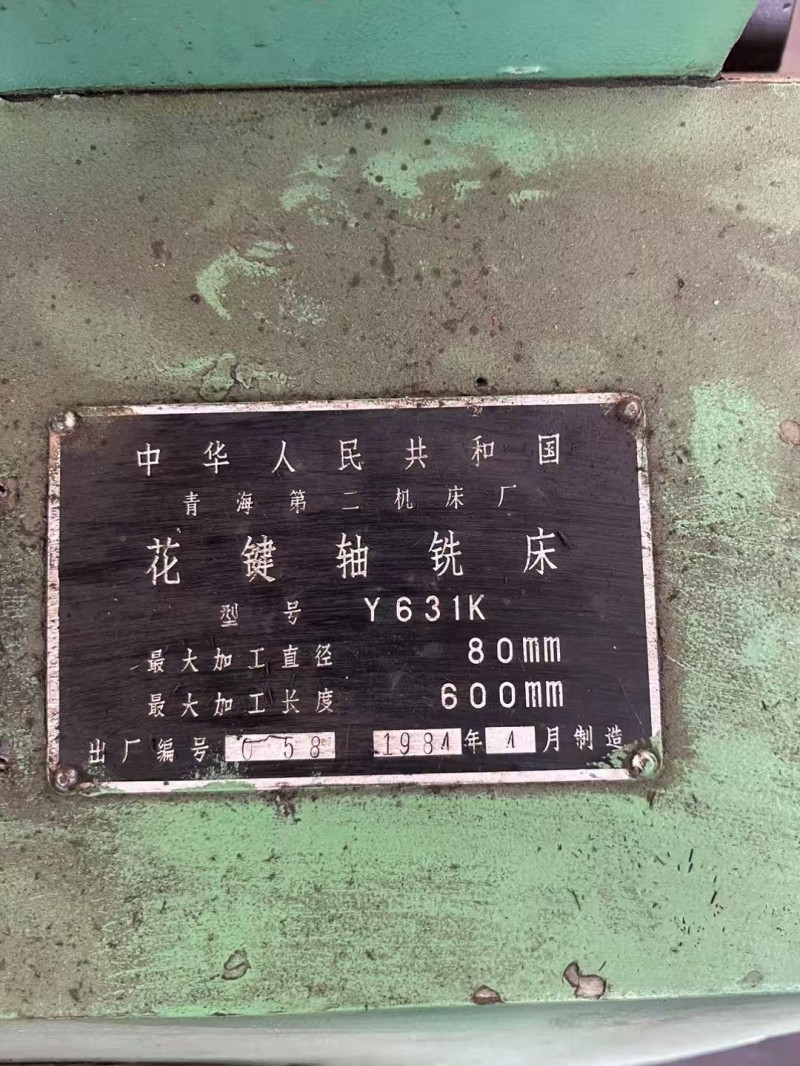 中华人民共和国
青海第二机床厂
花键轴铣床
型号 Y631K
最大加工直径 80mm
最大加工长度 600mm
出厂编号 058 1984年4月制造